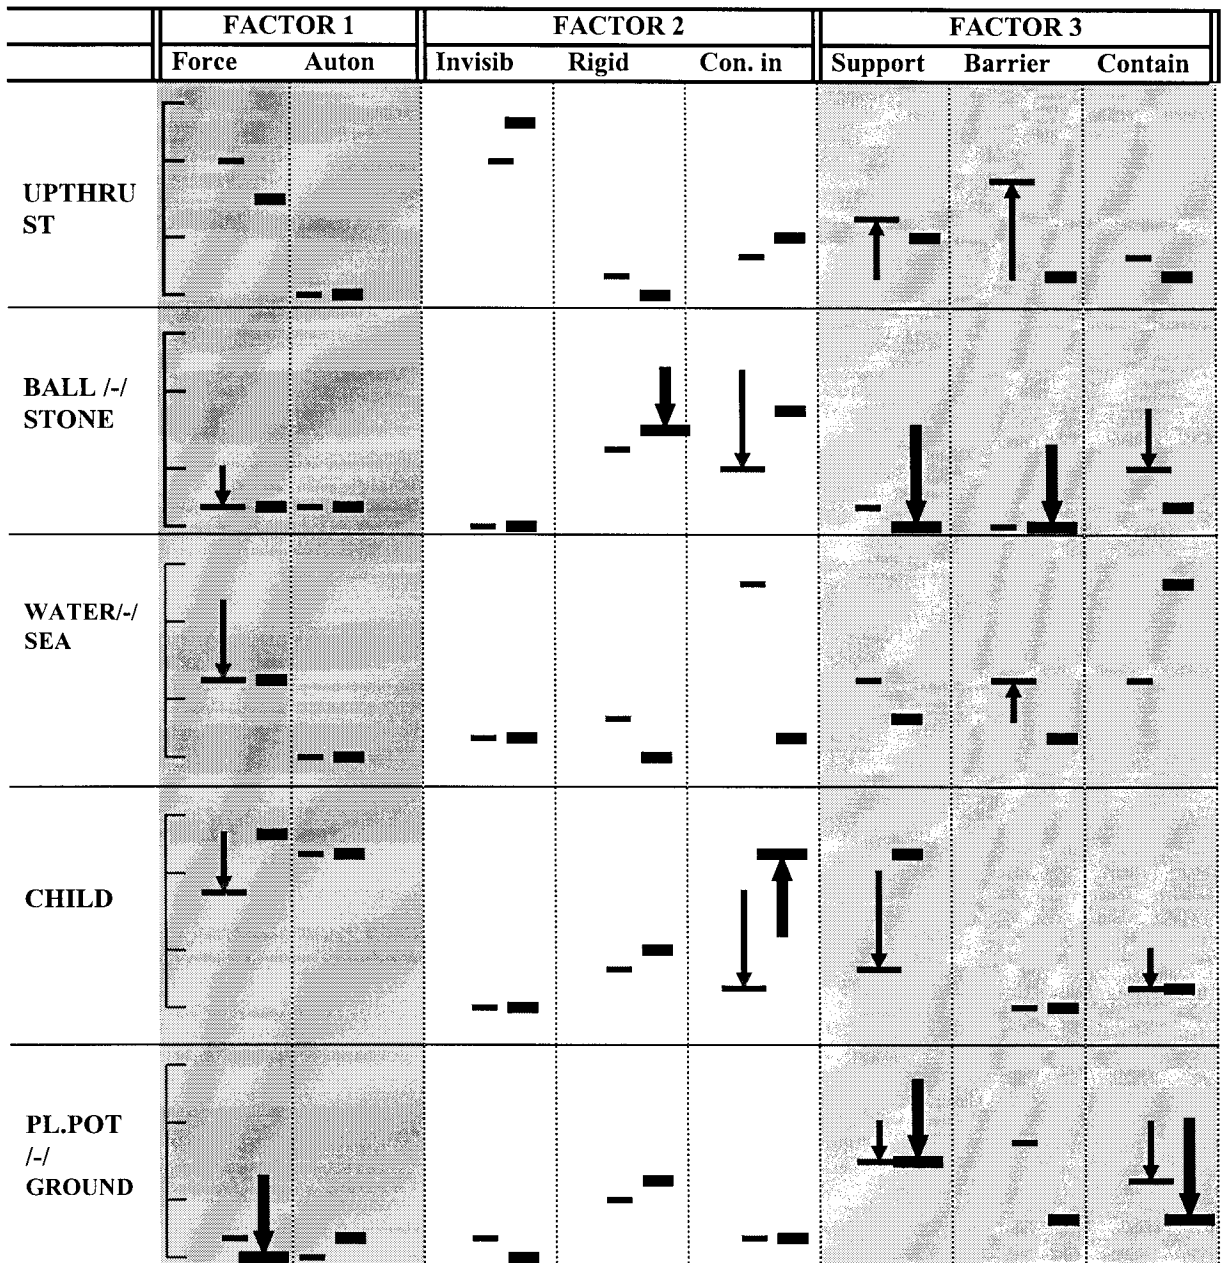 FACTOR 1 FACTOR 2 FACTOR 3
Force Auton Invisib Rigid Con. in Support Barrier Contain
UPTHRU
ST
BALL /-/
STONE
WATER/-/
SEA
CHILD
PL.POT
/-/
GROUND